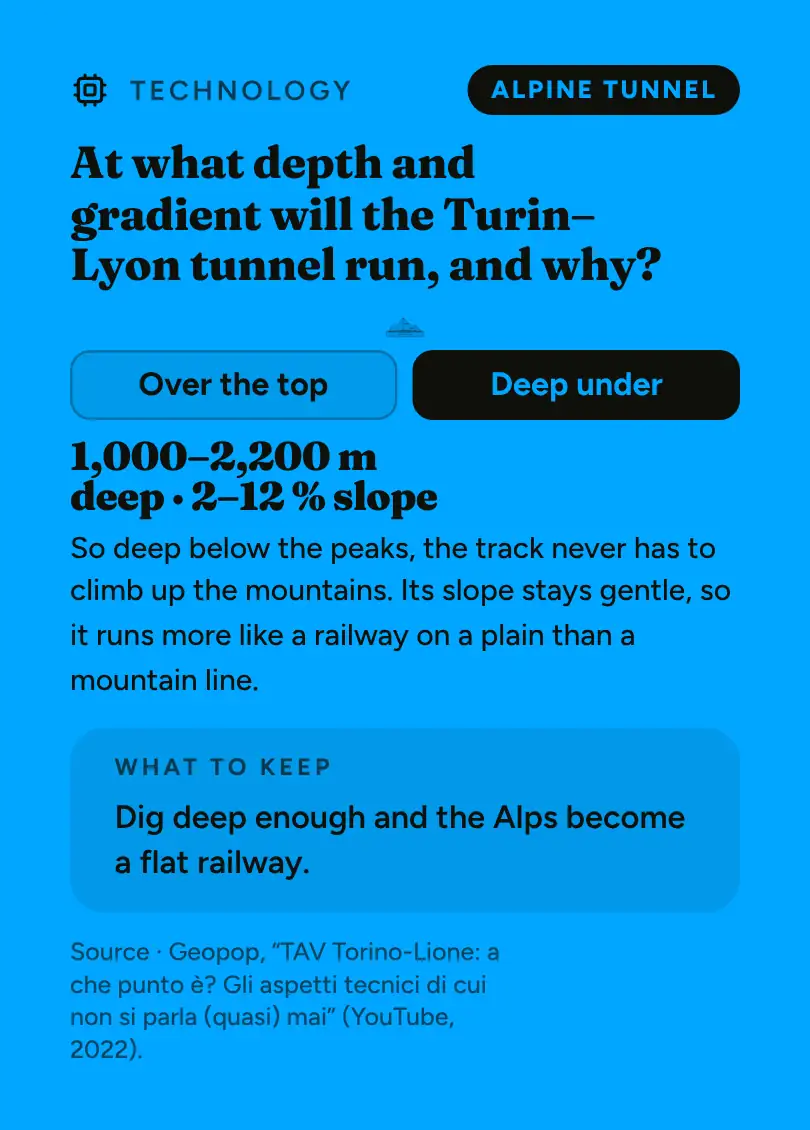 TECHNOLOGY
ALPINE TUNNEL
At what depth and
gradient will the Turin–
Lyon tunnel run, and why?
Over the top
Deep under
1,000–2,200 m
deep · 2–12 % slope
So deep below the peaks, the track never has to
climb up the mountains. Its slope stays gentle, so
it runs more like a railway on a plain than a
mountain line.
WHAT TO KEEP
Dig deep enough and the Alps become
a flat railway.
Source · Geopop, “TAV Torino-Lione: a
che punto è? Gli aspetti tecnici di cui
non si parla (quasi) mai” (YouTube,
2022).